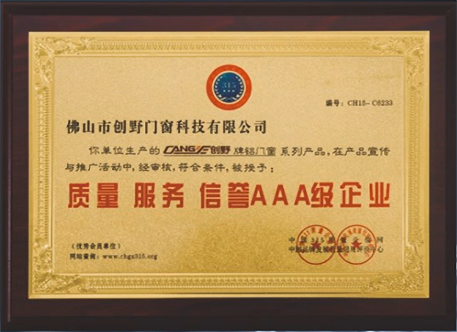 315
编号:CH15-C6233
佛山市创野门窗科技有限公司
你单位生产的 CANGYE创野 牌铝门窗 系列产品,在产品宣传
与推广活动中,经审核,符合条件,被授予:
质量 服务 信誉AAA级企业
(优秀会员单位)
网站查询:www.chgx315.org